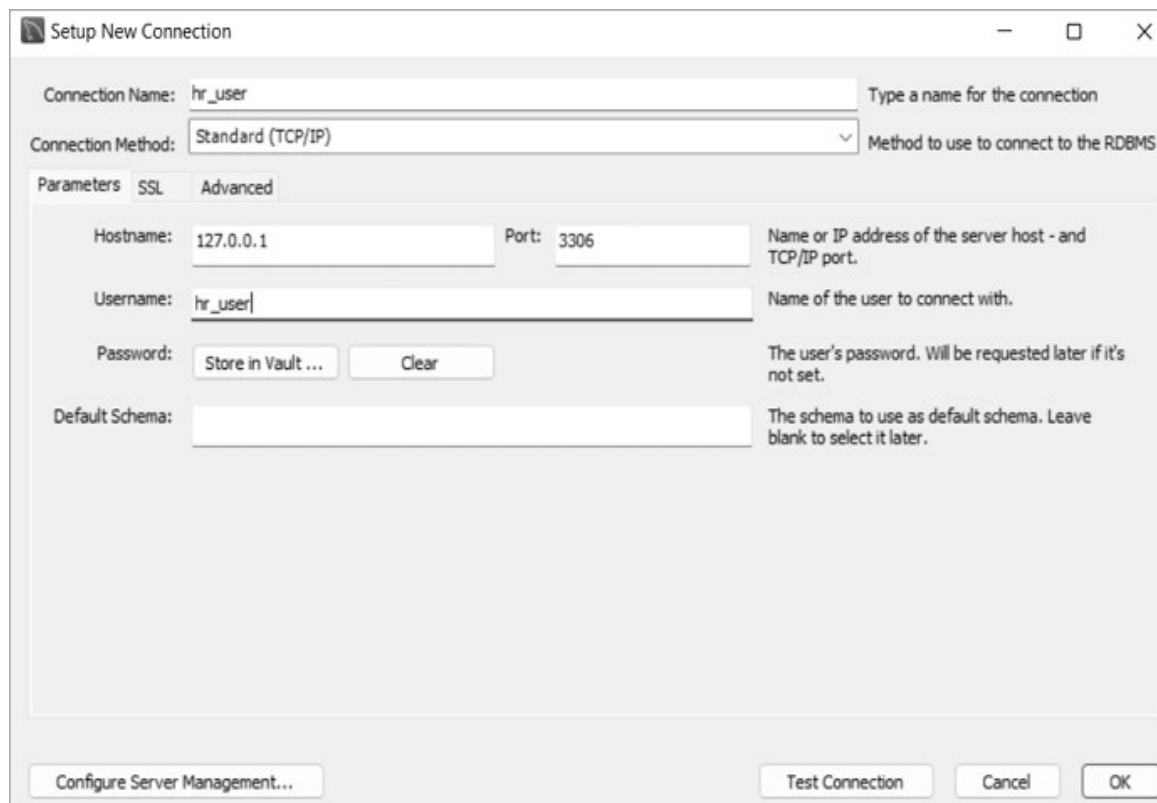 Setup New Connection
Connection Name: hr_user Type a name for the connection
Connection Method: Standard (TCP/IP) Method to use to connect to the RDBMS
Parameters SSL Advanced
Hostname: 127.0.0.1 Port: 3306 Name or IP address of the server host - and
TCP/IP port.
Username: hr_user Name of the user to connect with.
Password: Store in Vault ... Clear The user's password. Will be requested later if it's
not set.
Default Schema: The schema to use as default schema. Leave
blank to select it later.
Configure Server Management... Test Connection Cancel OK